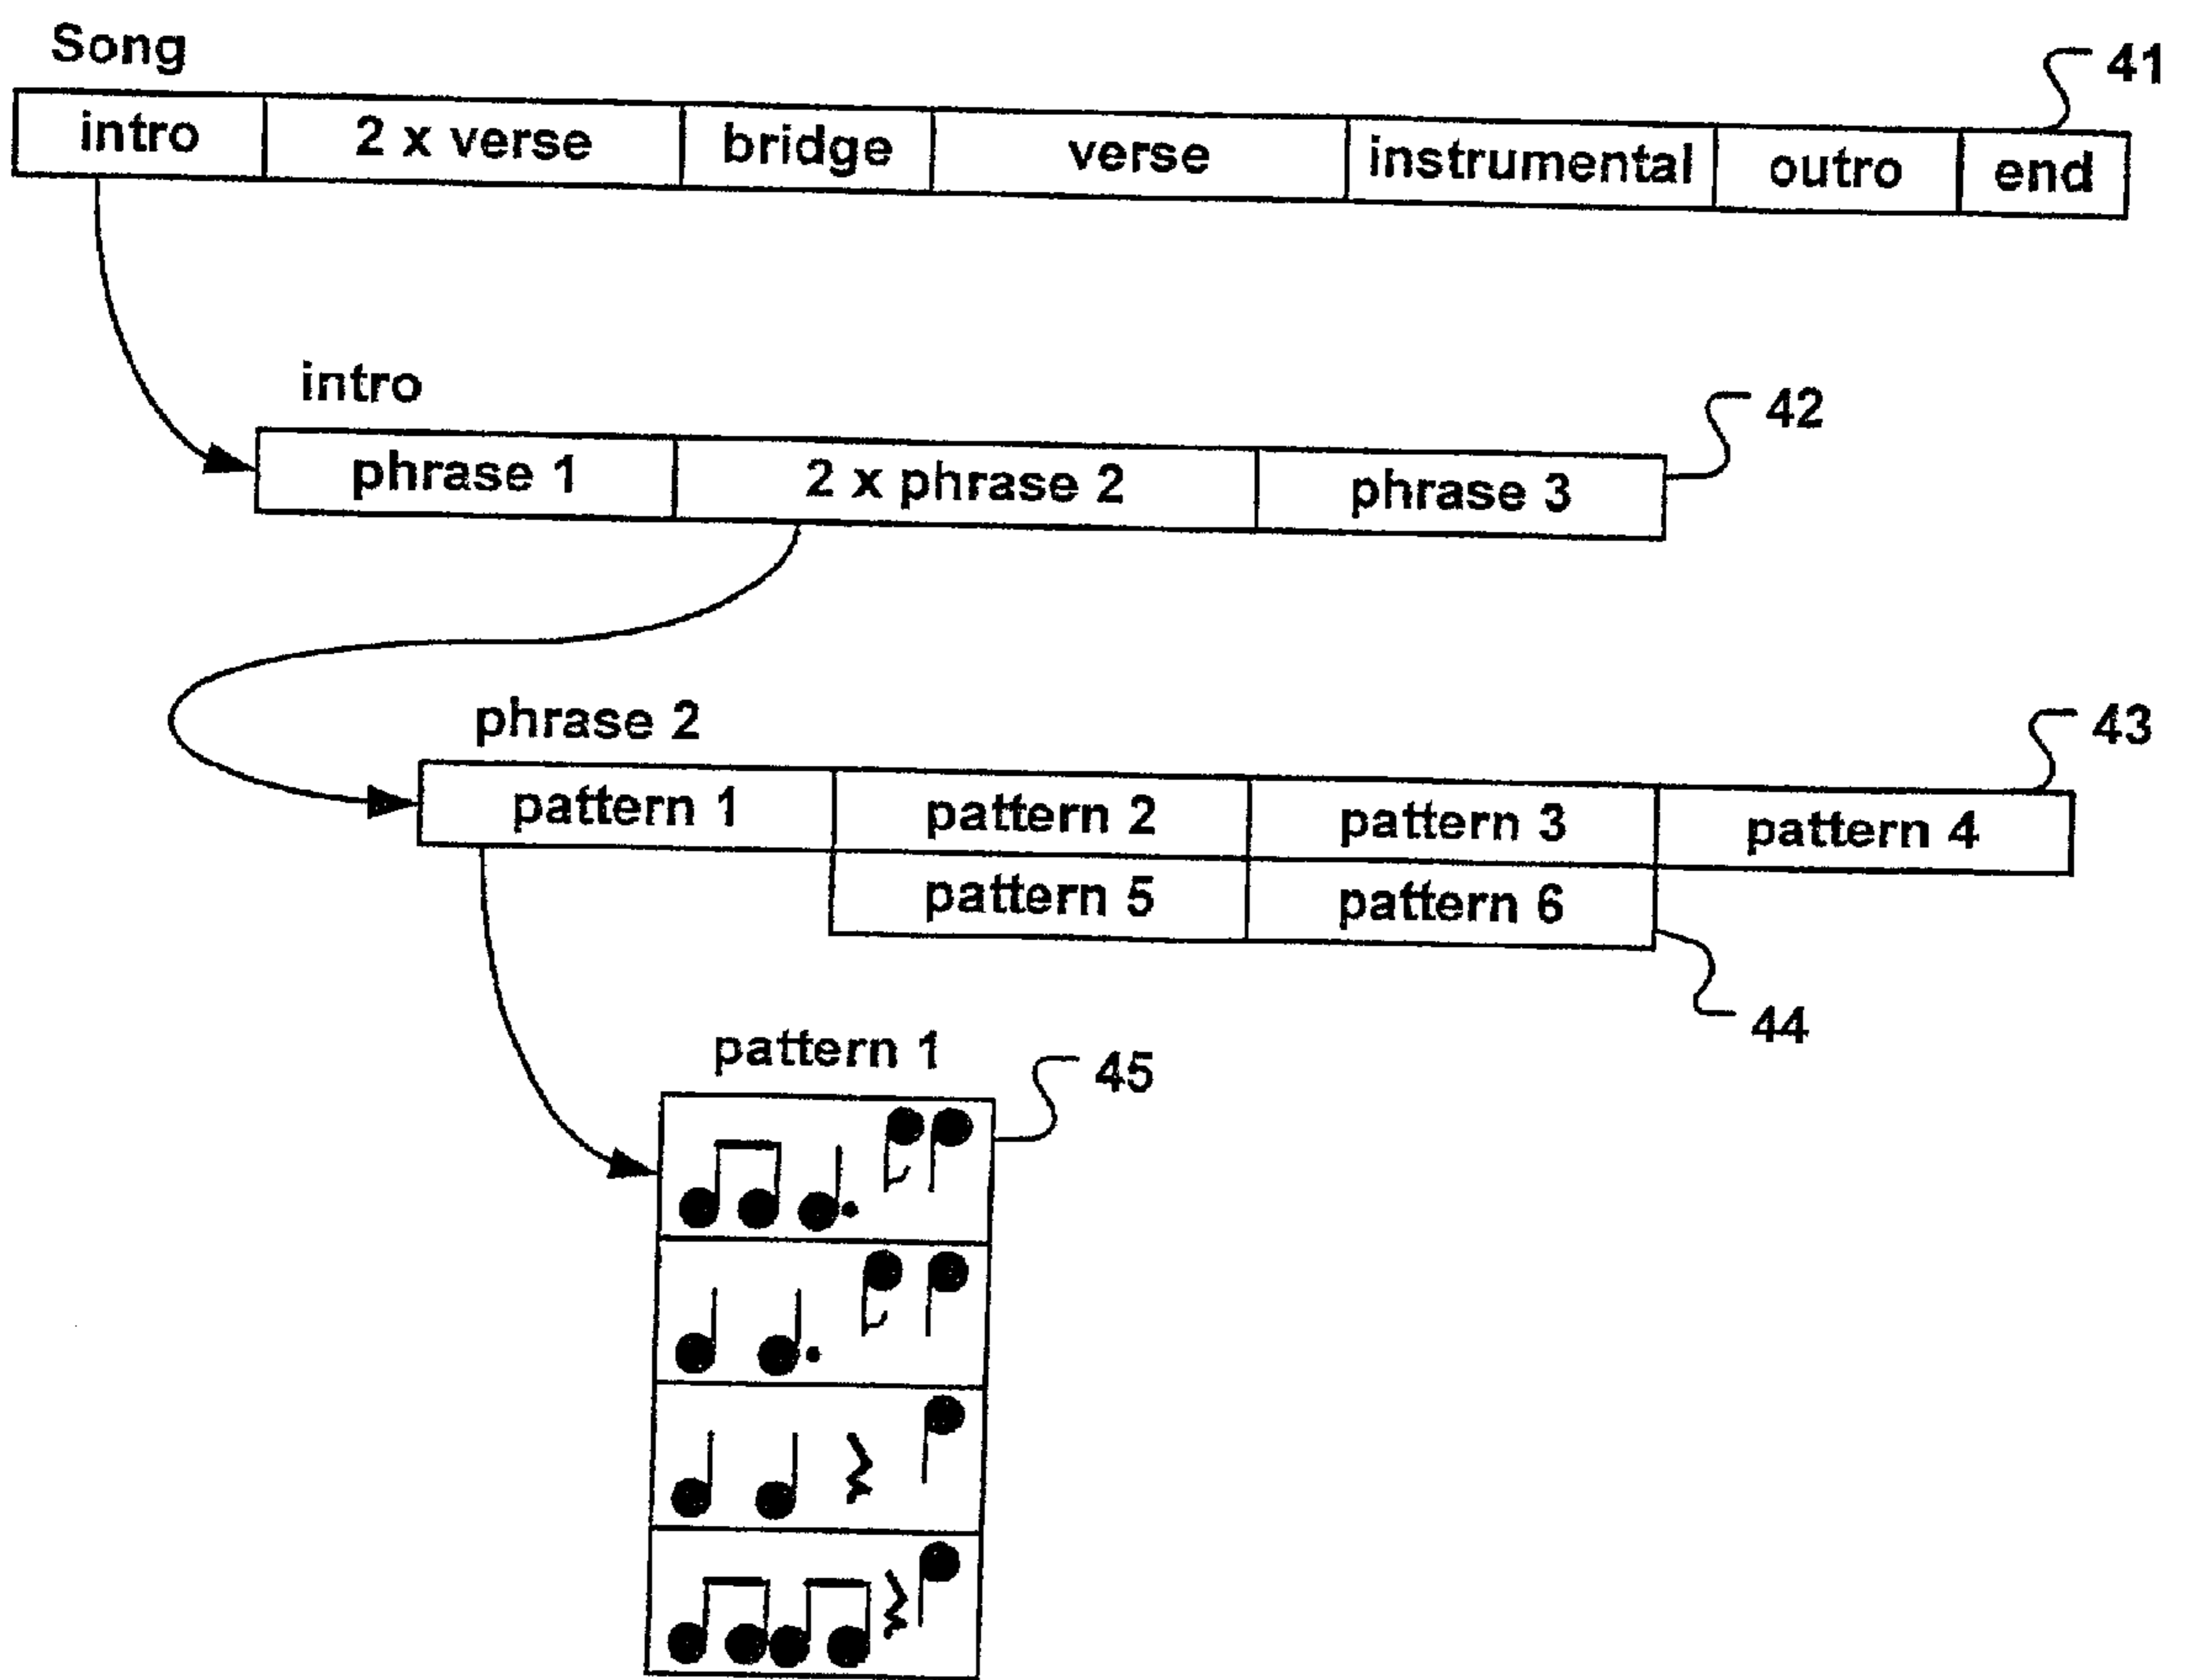 Song
41
intro 2 x verse bridge verse instrumental outro end
intro
42
phrase 1 2 x phrase 2 phrase 3
phrase 2
43
pattern 1 pattern 2 pattern 3 pattern 4
pattern 5 pattern 6
44
pattern 1
45